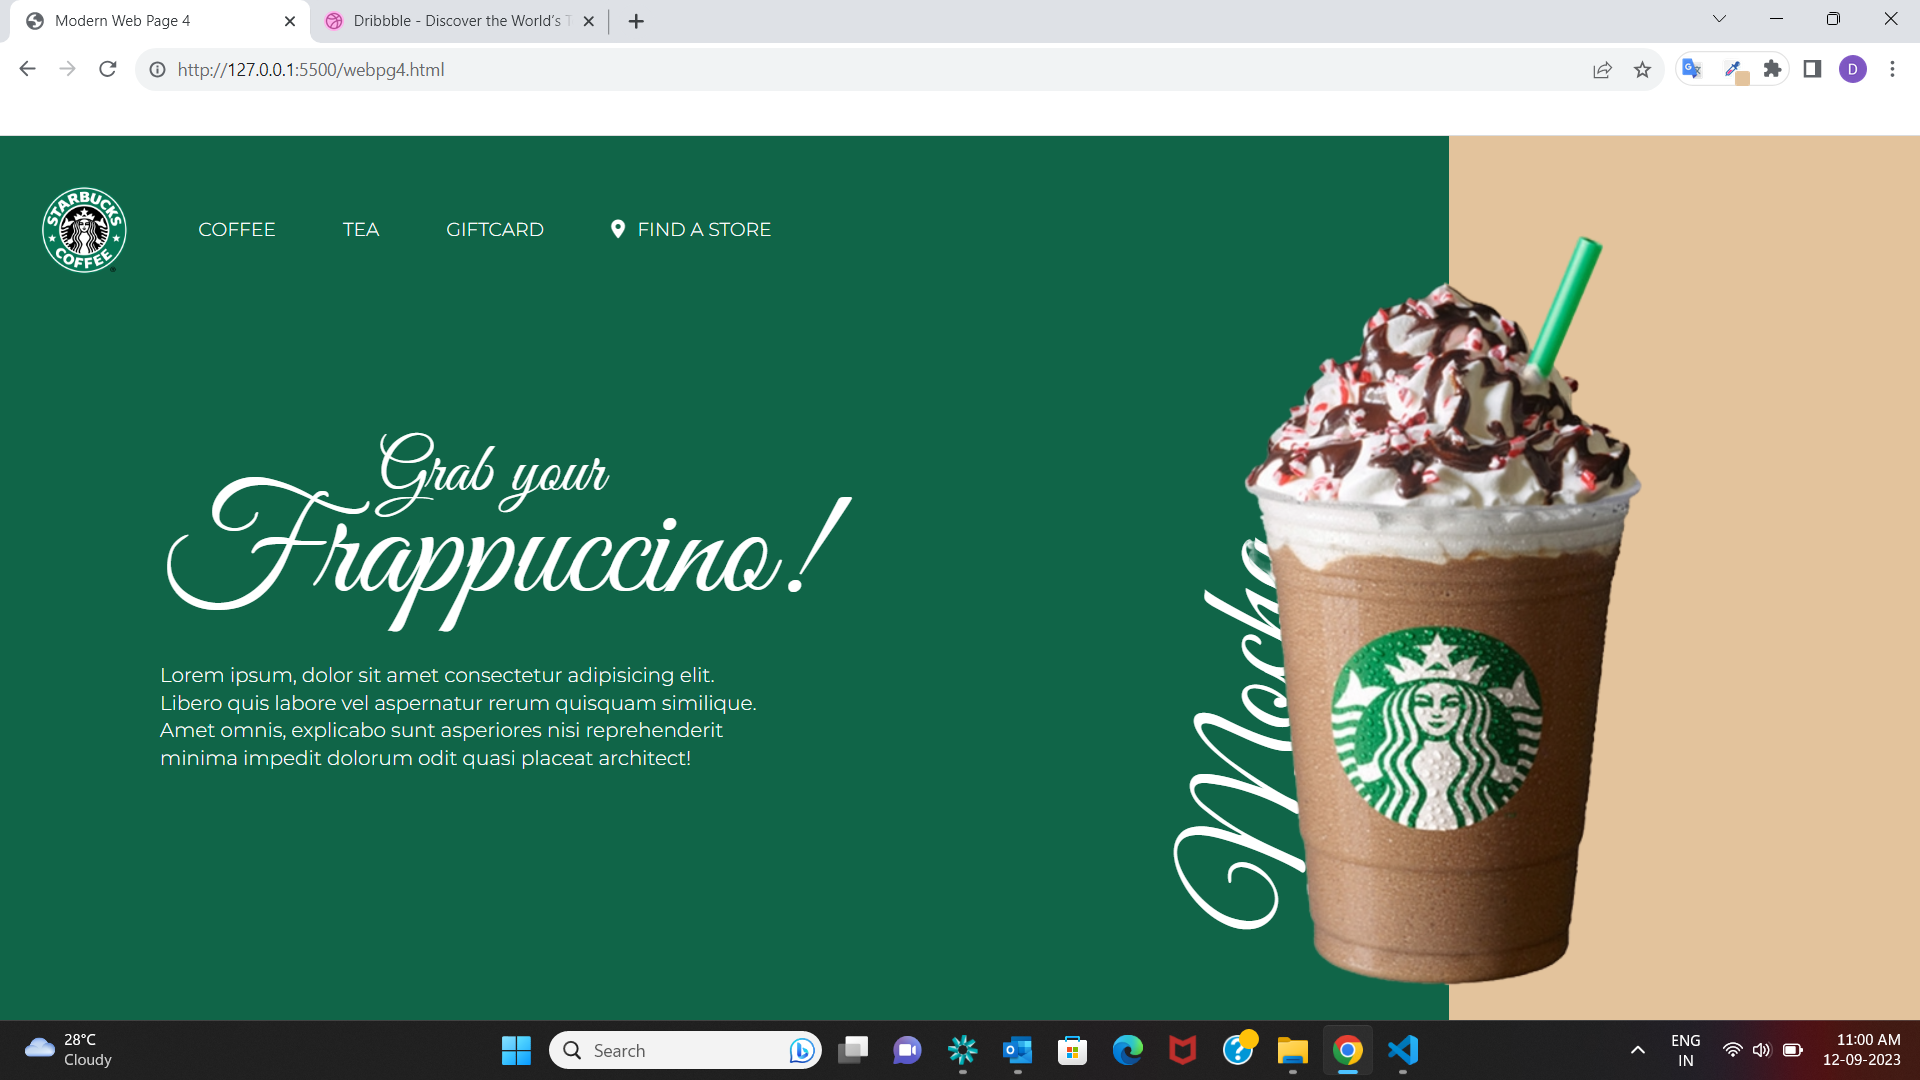 Modern Web Page 4
Dribbble - Discover the World's T
http://127.0.0.1:5500/webpg4.html
D
STARBUCKS
COFFEE
COFFEE
TEA
GIFTCARD
FIND A STORE
Grab your
Frappuccino!
Lorem ipsum, dolor sit amet consectetur adipisicing elit.
Libero quis labore vel aspernatur rerum quisquam similique.
Amet omnis, explicabo sunt asperiores nisi reprehenderit
minima impedit dolorum odit quasi placeat architect!
Mocha
28°C
Cloudy
Search
ENG
IN
11:00 AM
12-09-2023